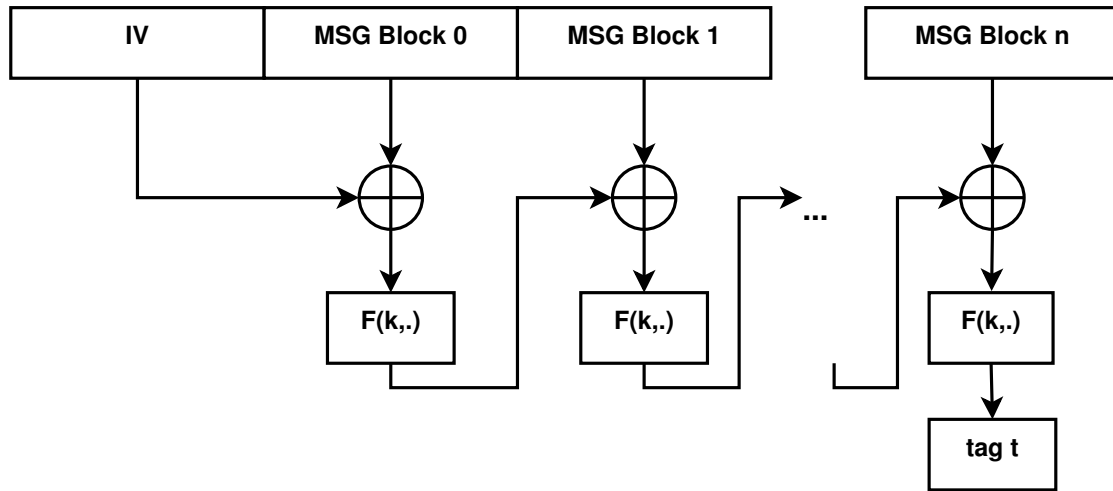 IV
MSG Block 0
MSG Block 1
MSG Block n
...
F(k,.)
F(k,.)
F(k,.)
tag t